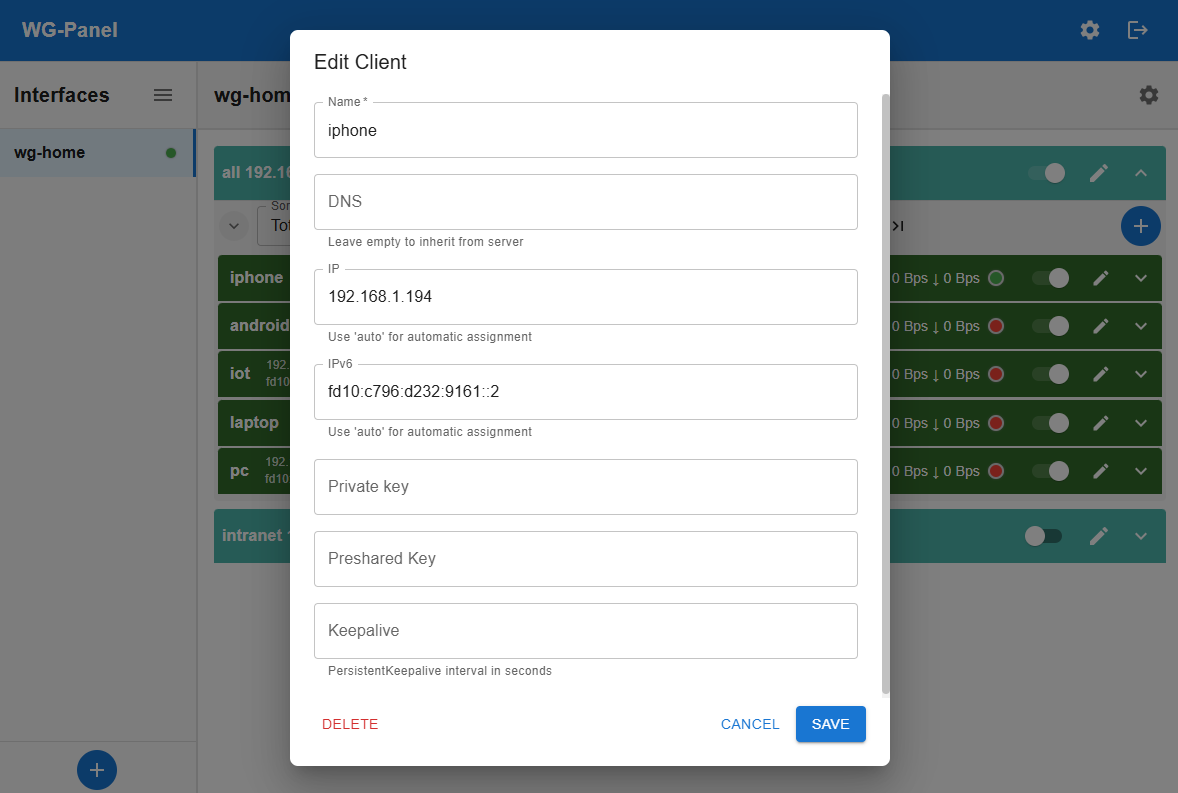 WG-Panel
Interfaces
wg-home
wg-hom
all 192.16
Sor
Tot
iphone
0 Bps ↓ 0 Bps
android
0 Bps ↓ 0 Bps
iot
192.
fd10
0 Bps ↓ 0 Bps
laptop
0 Bps ↓ 0 Bps
pc
192.
fd10
0 Bps ↓ 0 Bps
intranet 1
Edit Client
Name *
iphone
DNS
Leave empty to inherit from server
IP
192.168.1.194
Use 'auto' for automatic assignment
IPv6
fd10:c796:d232:9161::2
Use 'auto' for automatic assignment
Private key
Preshared Key
Keepalive
PersistentKeepalive interval in seconds
DELETE
CANCEL
SAVE